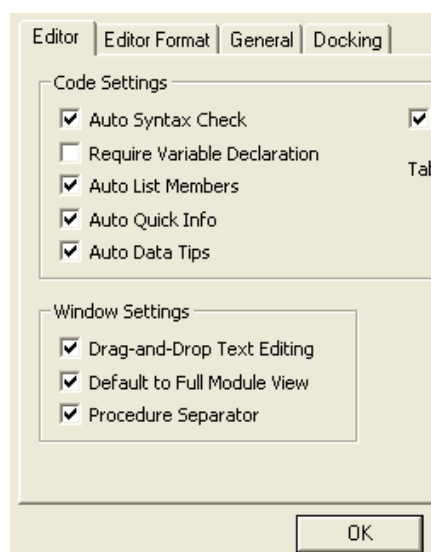 Editor Editor Format General Docking
Code Settings
Auto Syntax Check
Require Variable Declaration
Auto List Members
Auto Quick Info
Auto Data Tips
Window Settings
Drag-and-Drop Text Editing
Default to Full Module View
Procedure Separator
OK